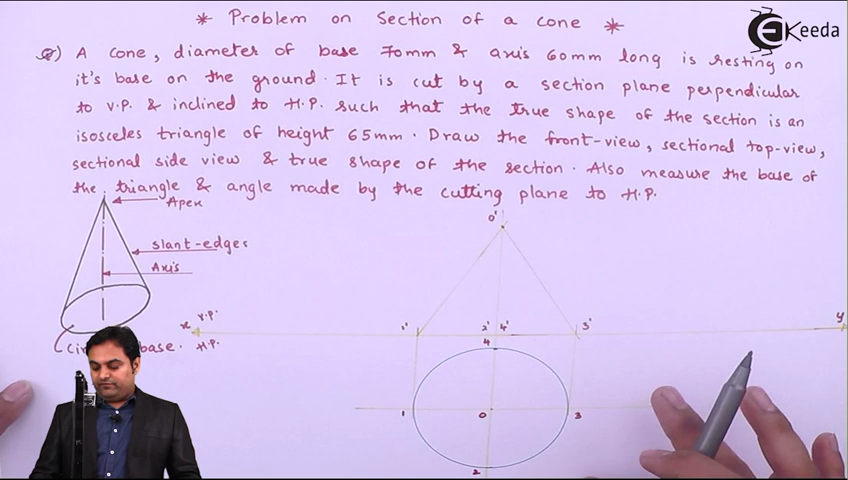 * Problem on Section of a cone *
Ekeeda
Q) A cone, diameter of base 70mm & axis 60mm long is resting on
it's base on the ground. It is cut by a section plane perpendicular
to V.P. & inclined to H.P. such that the true shape of the section is an
isosceles triangle of height 65mm. Draw the front-view, sectional top-view,
sectional side view & true shape of the section. Also measure the base of
the triangle & angle made by the cutting plane to H.P.
Apex
slant-edges
Axis
base.
o'
x V.P.
H.P.
1' 2' 4' 3' y
4
1 o 3
2